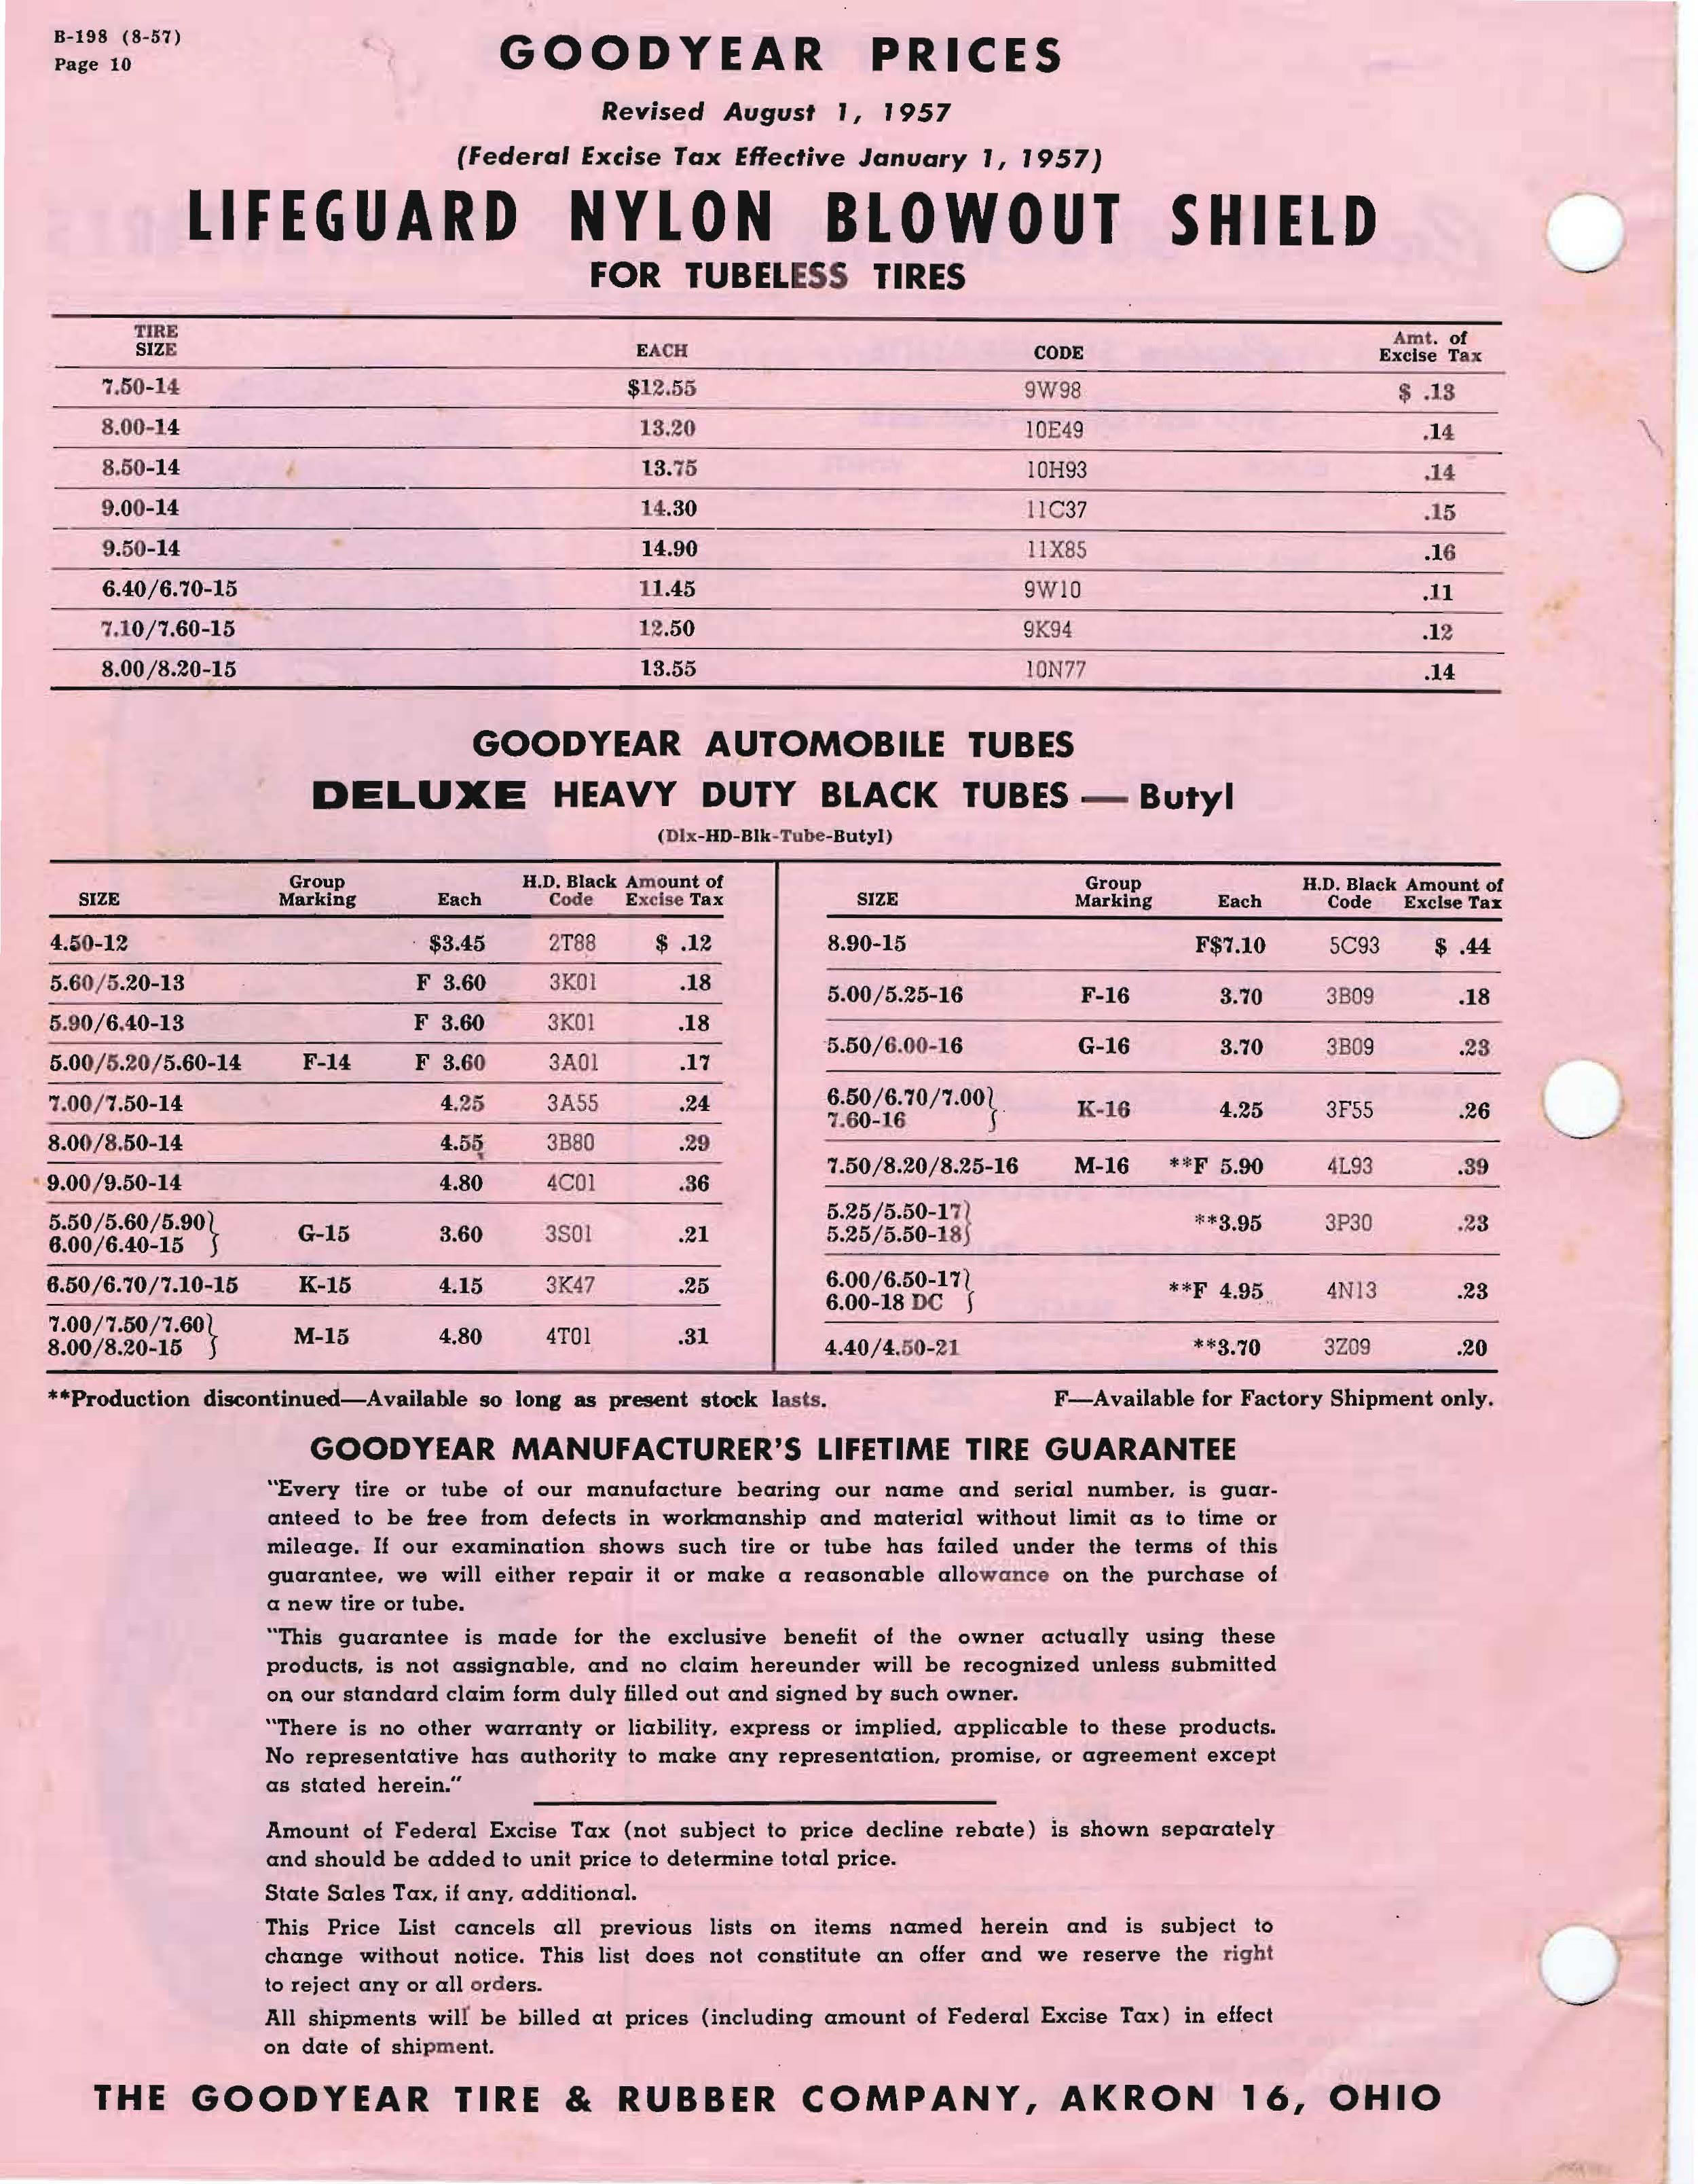 B-198 (8-57)
Page 10
GOODYEAR PRICES
Revised August 1, 1957
(Federal Excise Tax Effective January 1, 1957)
LIFEGUARD NYLON BLOWOUT SHIELD
FOR TUBELESS TIRES
TIRE SIZE EACH CODE Amt. of Excise Tax
7.50-14 $12.55 9W98 $ .13
8.00-14 13.20 10E49 .14
8.50-14 13.75 10H93 .14
9.00-14 14.30 11C37 .15
9.50-14 14.90 11X85 .16
6.40/6.70-15 11.45 9W10 .11
7.10/7.60-15 12.50 9K94 .12
8.00/8.20-15 13.55 10N77 .14
GOODYEAR AUTOMOBILE TUBES
DELUXE HEAVY DUTY BLACK TUBES — Butyl
(Dlx-HD-Blk-Tube-Butyl)
SIZE Group Marking Each H.D. Black Code Amount of Excise Tax
4.50-12 $3.45 2T88 $ .12
5.60/5.20-13 F 3.60 3K01 .18
5.90/6.40-13 F 3.60 3K01 .18
5.00/5.20/5.60-14 F-14 F 3.60 3A01 .17
7.00/7.50-14 4.25 3A55 .24
8.00/8.50-14 4.55 3B80 .29
9.00/9.50-14 4.80 4C01 .36
5.50/5.60/5.90}
6.00/6.40-15 } G-15 3.60 3S01 .21
6.50/6.70/7.10-15 K-15 4.15 3K47 .25
7.00/7.50/7.60}
8.00/8.20-15 } M-15 4.80 4T01 .31
SIZE Group Marking Each H.D. Black Code Amount of Excise Tax
8.90-15 F$7.10 5C93 $ .44
5.00/5.25-16 F-16 3.70 3B09 .18
5.50/6.00-16 G-16 3.70 3B09 .23
6.50/6.70/7.00}
7.60-16 } K-16 4.25 3F55 .26
7.50/8.20/8.25-16 M-16 **F 5.90 4L93 .39
5.25/5.50-17}
5.25/5.50-18} **3.95 3P30 .23
6.00/6.50-17}
6.00-18 DC } **F 4.95 4N13 .23
4.40/4.50-21 **3.70 3Z09 .20
**Production discontinued—Available so long as present stock lasts.
F—Available for Factory Shipment only.
GOODYEAR MANUFACTURER'S LIFETIME TIRE GUARANTEE
"Every tire or tube of our manufacture bearing our name and serial number, is guar-
anteed to be free from defects in workmanship and material without limit as to time or
mileage. If our examination shows such tire or tube has failed under the terms of this
guarantee, we will either repair it or make a reasonable allowance on the purchase of
a new tire or tube.
"This guarantee is made for the exclusive benefit of the owner actually using these
products, is not assignable, and no claim hereunder will be recognized unless submitted
on our standard claim form duly filled out and signed by such owner.
"There is no other warranty or liability, express or implied, applicable to these products.
No representative has authority to make any representation, promise, or agreement except
as stated herein."
Amount of Federal Excise Tax (not subject to price decline rebate) is shown separately
and should be added to unit price to determine total price.
State Sales Tax, if any, additional.
This Price List cancels all previous lists on items named herein and is subject to
change without notice. This list does not constitute an offer and we reserve the right
to reject any or all orders.
All shipments will be billed at prices (including amount of Federal Excise Tax) in effect
on date of shipment.
THE GOODYEAR TIRE & RUBBER COMPANY, AKRON 16, OHIO